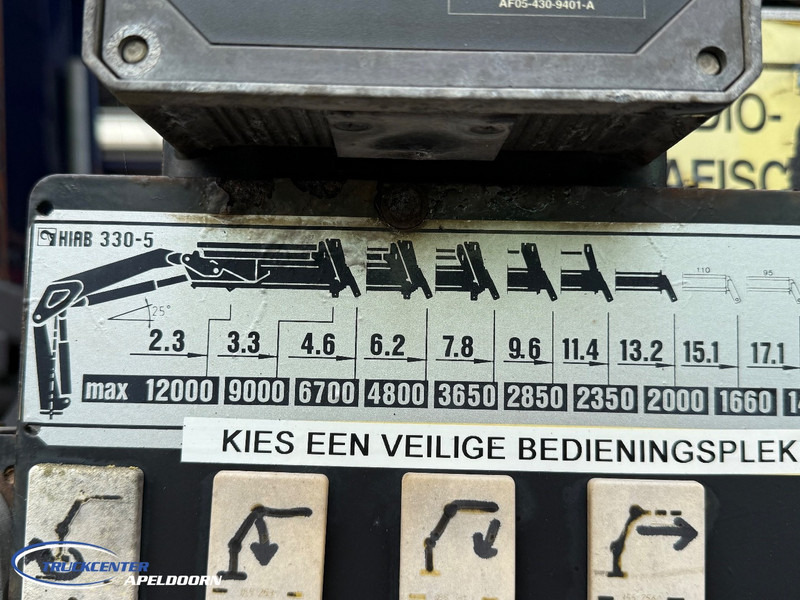 AF05-430-9401-A
DIO-
AFISC
HIAB 330-5
110
95
25°
2.3 3.3 4.6 6.2 7.8 9.6 11.4 13.2 15.1 17.1
max 12000 9000 6700 4800 3650 2850 2350 2000 1660 14
KIES EEN VEILIGE BEDIENINGSPLEK
TRUCKCENTER
APELDOORN